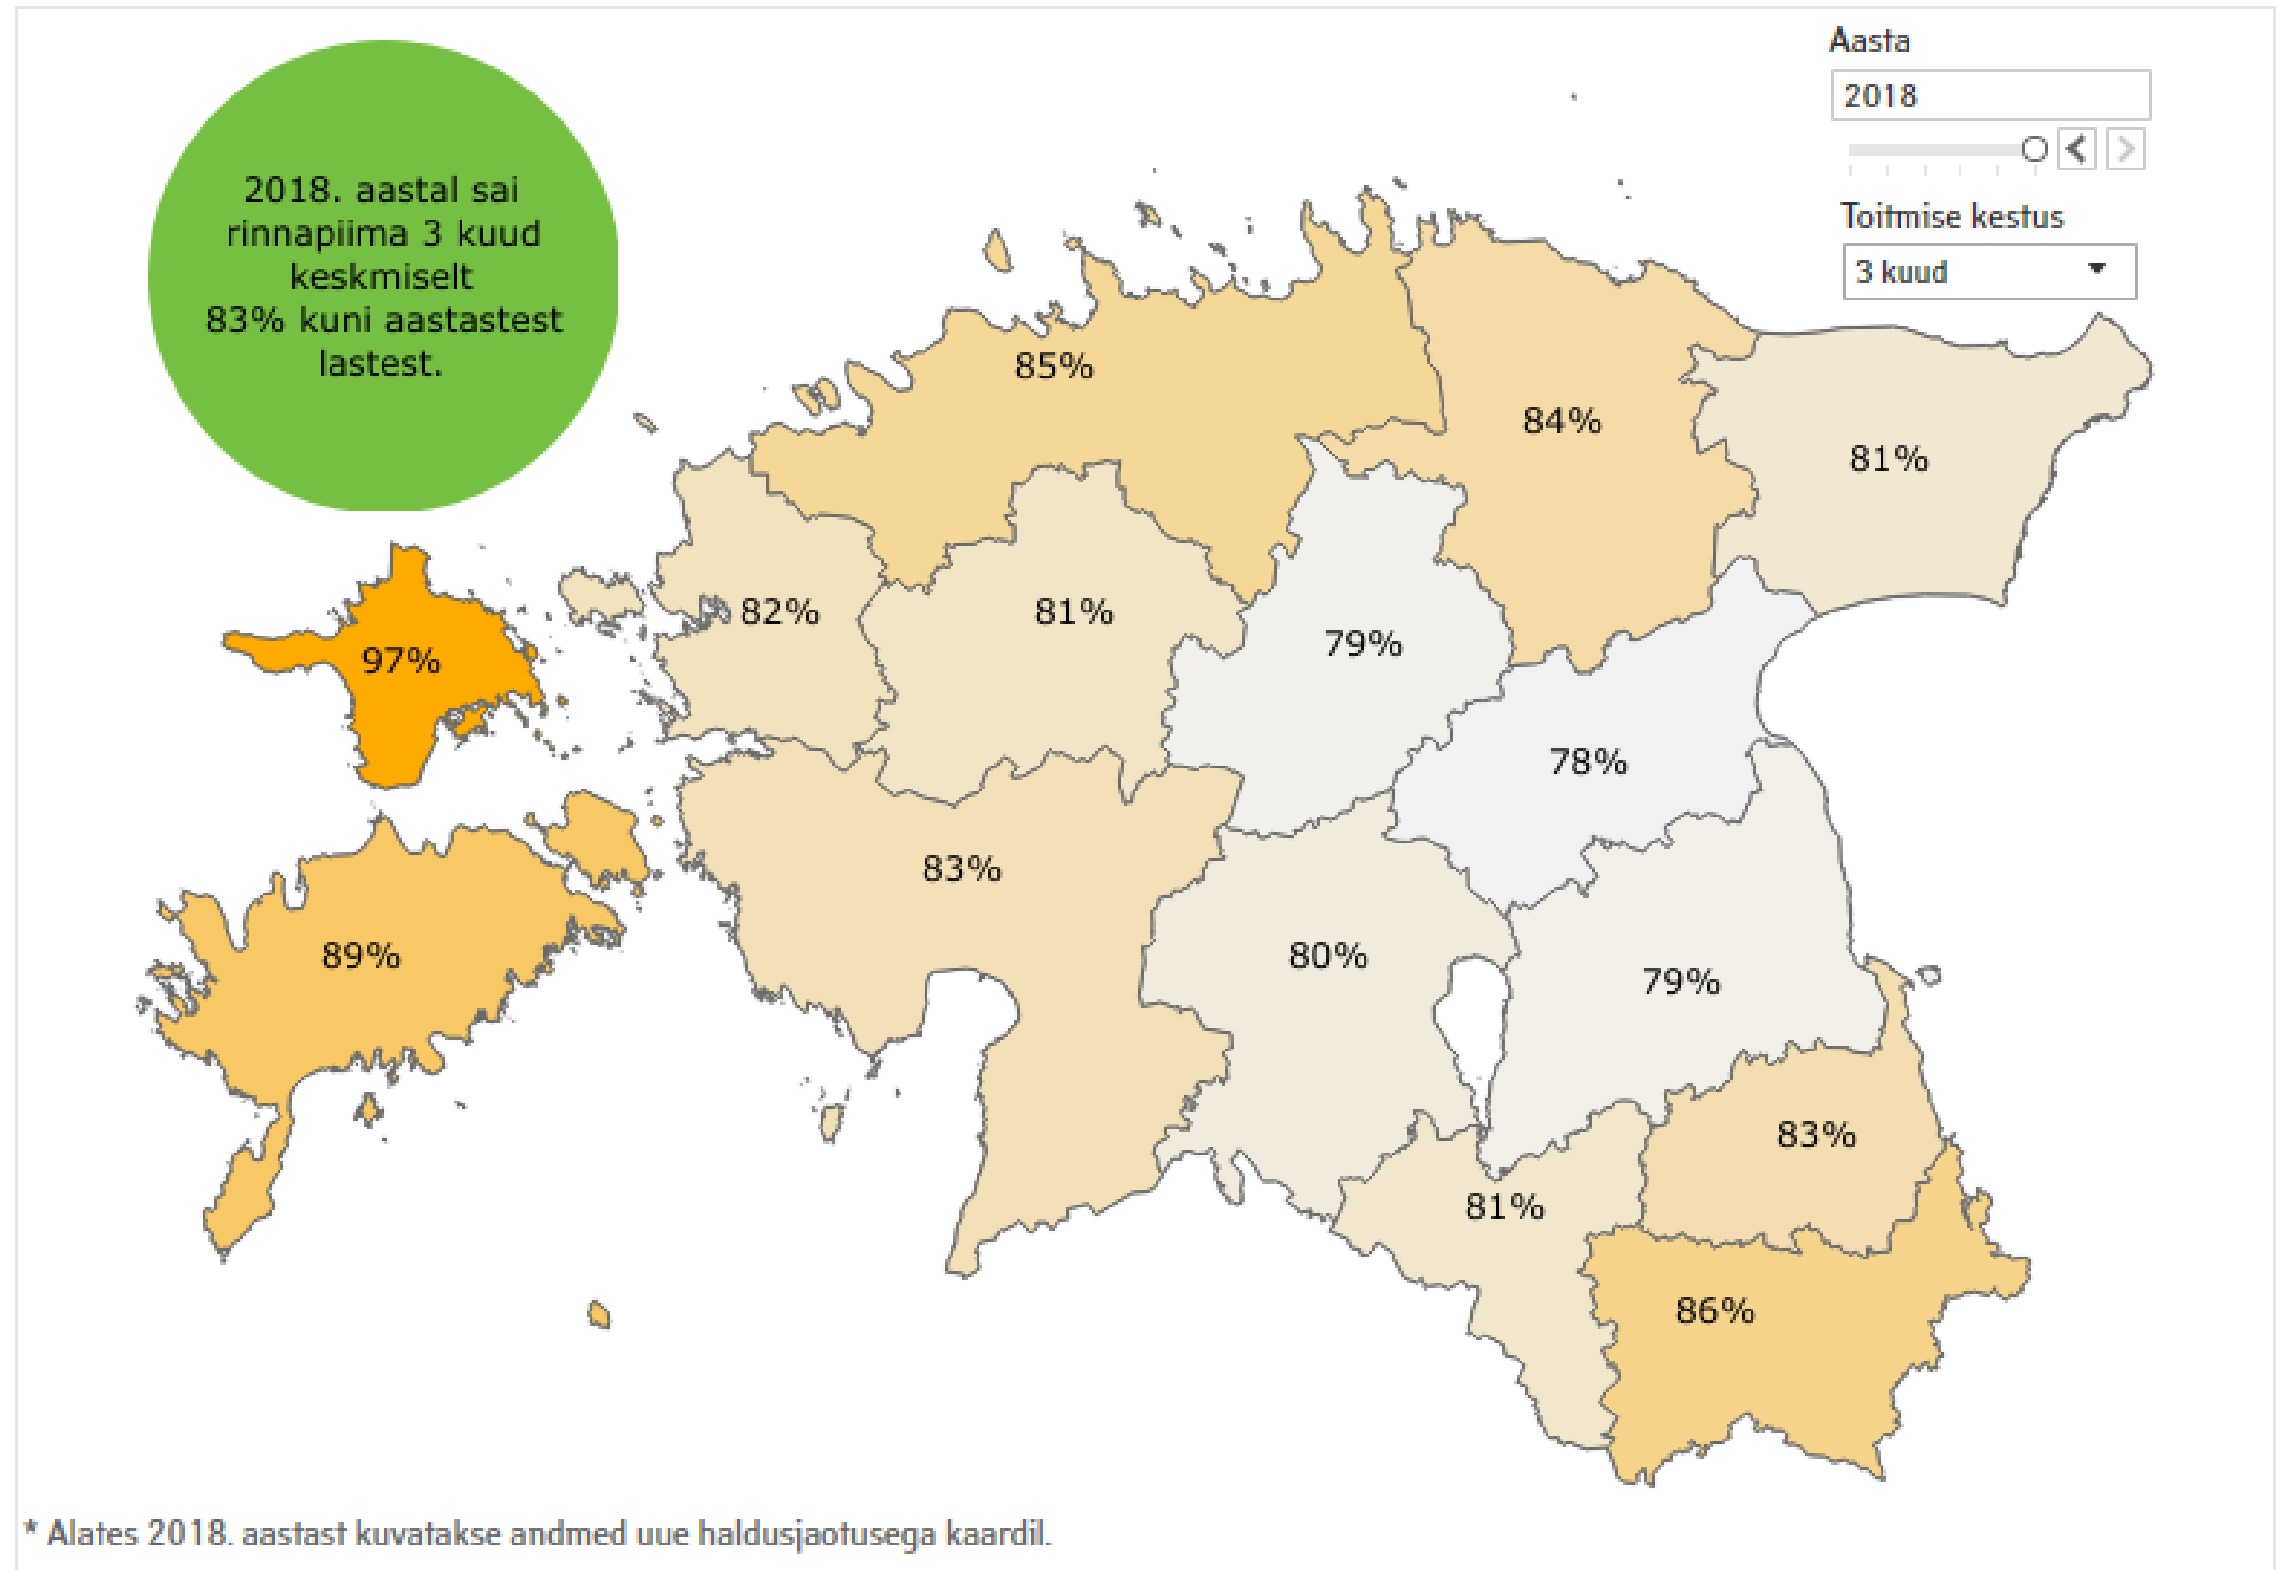 2018. aastal sai
rinnapiima 3 kuud
keskmiselt
83% kuni aastastest
lastest.
Aasta
2018
Toitmise kestus
3 kuud
85%
84%
81%
82%
81%
79%
97%
78%
83%
89%
80%
79%
83%
81%
86%
* Alates 2018. aastast kuvatakse andmed uue haldusjaotusega kaardil.